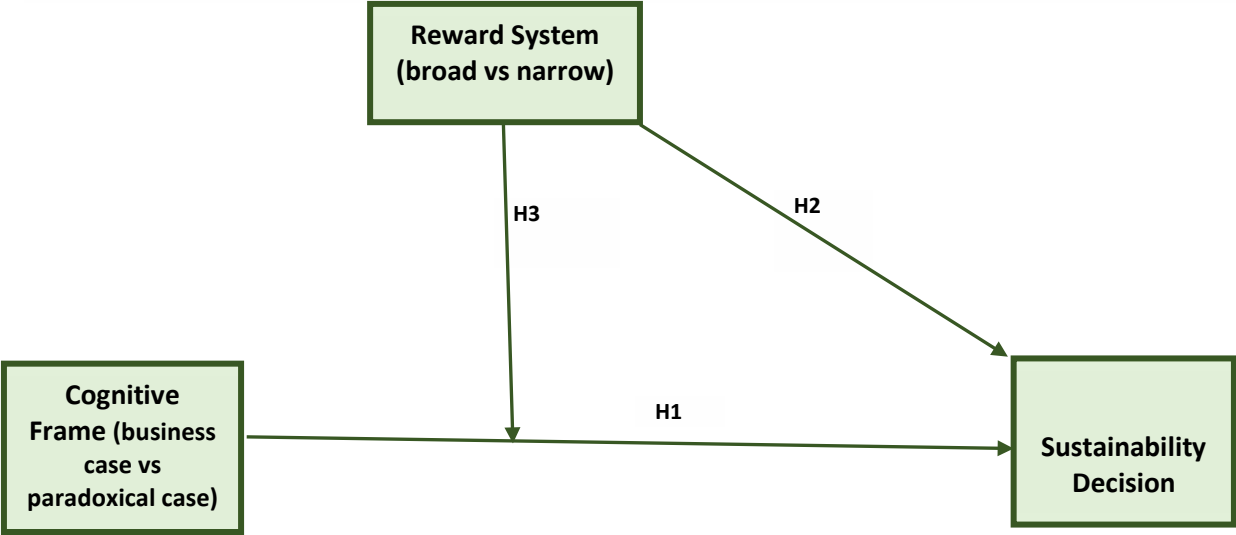 Reward System
(broad vs narrow)
H3
H2
H1
Cognitive
Frame (business
case vs
paradoxical case)
Sustainability
Decision